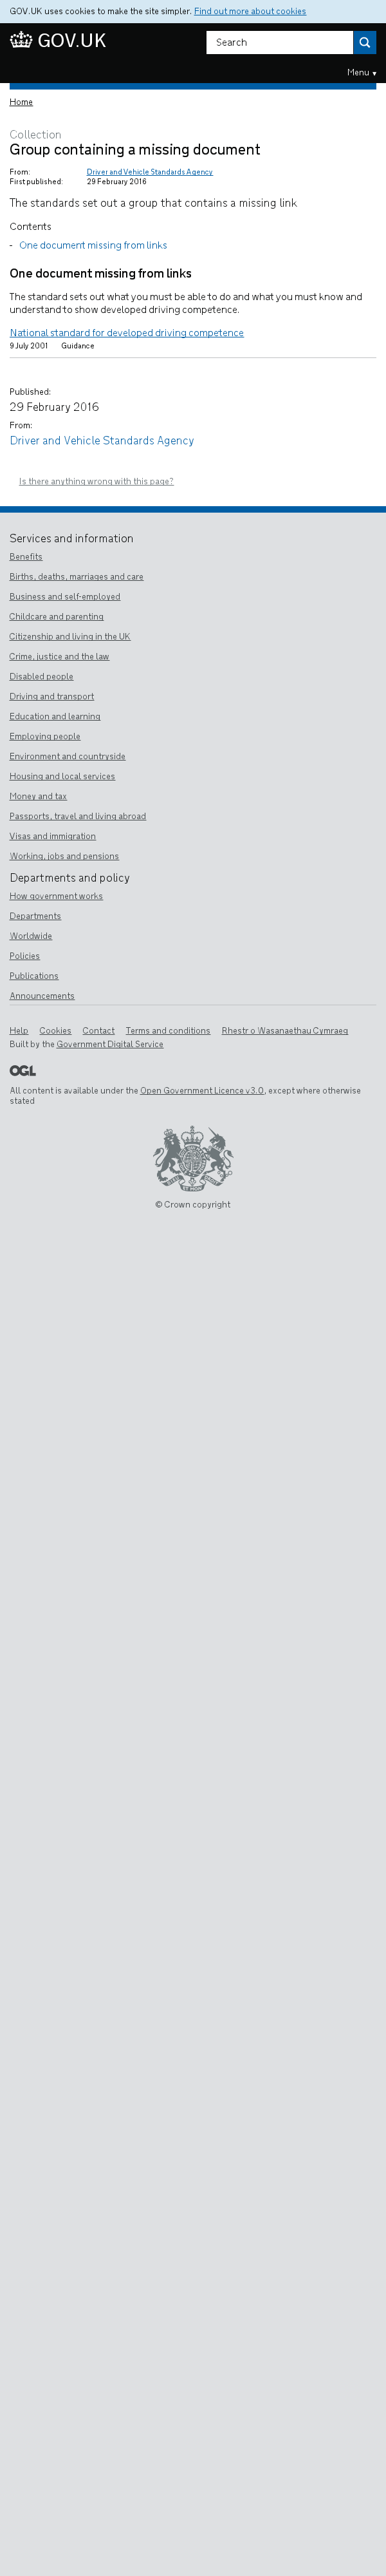 GOV.UK uses cookies to make the site simpler. Find out more about cookies
GOV.UK
Search
Menu ▾
Home
Collection
Group containing a missing document
From: Driver and Vehicle Standards Agency
First published: 29 February 2016
The standards set out a group that contains a missing link
Contents
- One document missing from links
One document missing from links
The standard sets out what you must be able to do and what you must know and
understand to show developed driving competence.
National standard for developed driving competence
9 July 2001 Guidance
Published:
29 February 2016
From:
Driver and Vehicle Standards Agency
Is there anything wrong with this page?
Services and information
Benefits
Births, deaths, marriages and care
Business and self-employed
Childcare and parenting
Citizenship and living in the UK
Crime, justice and the law
Disabled people
Driving and transport
Education and learning
Employing people
Environment and countryside
Housing and local services
Money and tax
Passports, travel and living abroad
Visas and immigration
Working, jobs and pensions
Departments and policy
How government works
Departments
Worldwide
Policies
Publications
Announcements
Help Cookies Contact Terms and conditions Rhestr o Wasanaethau Cymraeg
Built by the Government Digital Service
OGL
All content is available under the Open Government Licence v3.0, except where otherwise
stated
© Crown copyright